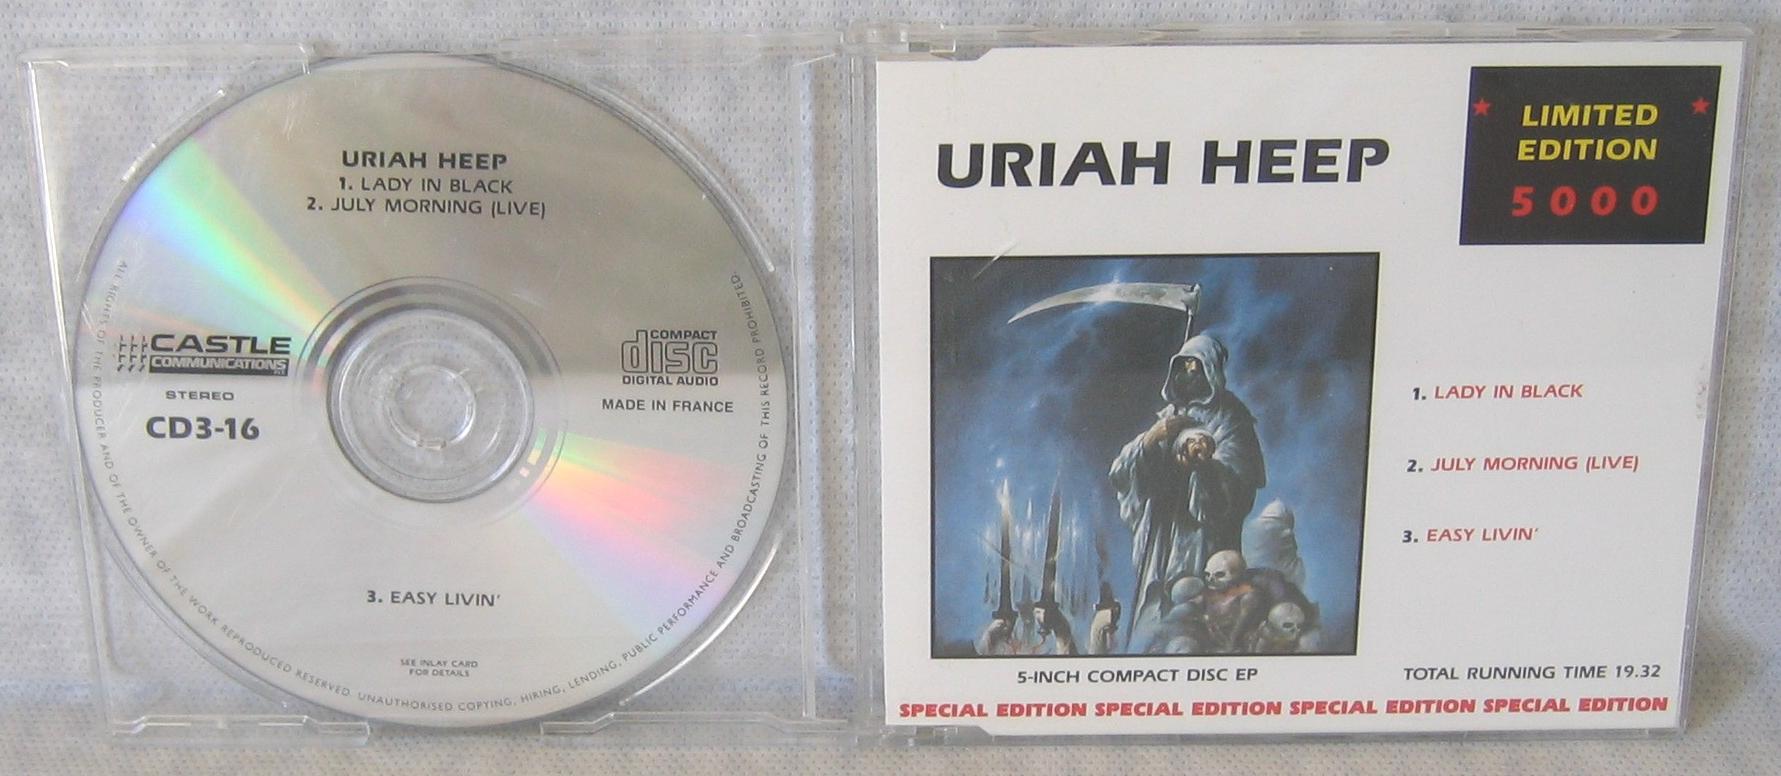 URIAH HEEP
1. LADY IN BLACK
2. JULY MORNING (LIVE)
CASTLE
COMMUNICATIONS
STEREO
CD3-16
COMPACT
disc
DIGITAL AUDIO
MADE IN FRANCE
3. EASY LIVIN'
SEE INLAY CARD
FOR DETAILS
ALL RIGHTS OF THE PRODUCER AND OF THE OWNER OF THE WORK REPRODUCED RESERVED. UNAUTHORISED COPYING, HIRING, LENDING, PUBLIC PERFORMANCE AND BROADCASTING OF THIS RECORD PROHIBITED.
URIAH HEEP
LIMITED
EDITION
5000
1. LADY IN BLACK
2. JULY MORNING (LIVE)
3. EASY LIVIN'
5-INCH COMPACT DISC EP
TOTAL RUNNING TIME 19.32
SPECIAL EDITION SPECIAL EDITION SPECIAL EDITION SPECIAL EDITION